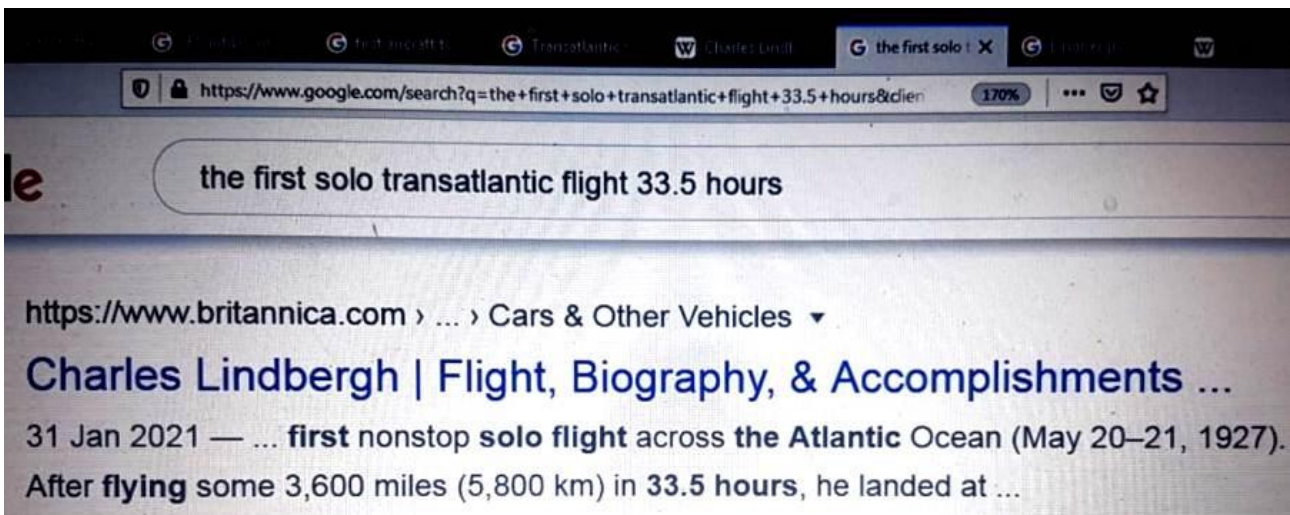 Transatlantic
Charles Lindl
the first solo t
https://www.google.com/search?q=the+first+solo+transatlantic+flight+33.5+hours&clien
170%
le
the first solo transatlantic flight 33.5 hours
https://www.britannica.com › ... › Cars & Other Vehicles
Charles Lindbergh | Flight, Biography, & Accomplishments ...
31 Jan 2021 — ... first nonstop solo flight across the Atlantic Ocean (May 20–21, 1927).
After flying some 3,600 miles (5,800 km) in 33.5 hours, he landed at ...